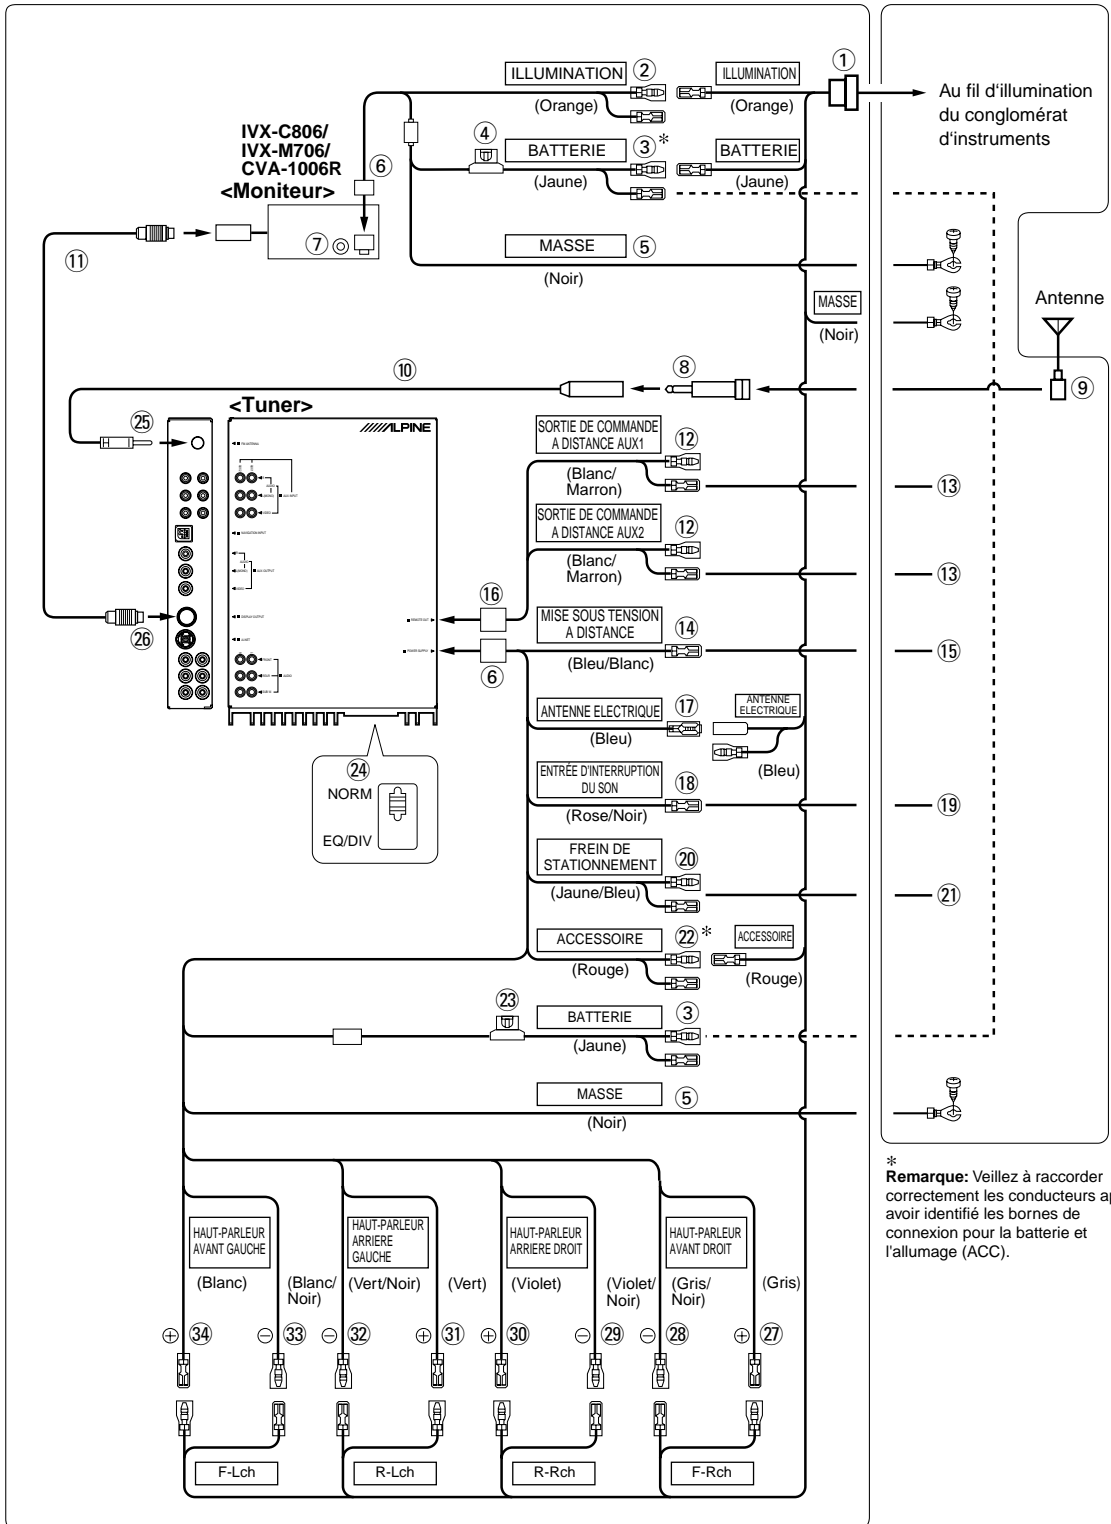 ILLUMINATION
②
(Orange)
ILLUMINATION
(Orange)
①
Au fil d'illumination
du conglomérat
d'instruments
④
BATTERIE
③*
(Jaune)
BATTERIE
(Jaune)
IVX-C806/
IVX-M706/
CVA-1006R
<Moniteur>
⑥
⑦
⑪
MASSE
⑤
(Noir)
MASSE
(Noir)
Antenne
⑧
⑨
⑩
<Tuner>
㉕
ALPINE
SORTIE DE COMMANDE
A DISTANCE AUX1
⑫
(Blanc/
Marron)
⑬
SORTIE DE COMMANDE
A DISTANCE AUX2
⑫
(Blanc/
Marron)
⑬
⑯
㉖
MISE SOUS TENSION
A DISTANCE
⑭
(Bleu/Blanc)
⑮
⑥
ANTENNE ELECTRIQUE
⑰
(Bleu)
ANTENNE
ELECTRIQUE
(Bleu)
㉔
NORM
EQ/DIV
ENTRÉE D'INTERRUPTION
DU SON
⑱
(Rose/Noir)
⑲
FREIN DE
STATIONNEMENT
⑳
(Jaune/Bleu)
㉑
ACCESSOIRE
㉒*
(Rouge)
ACCESSOIRE
(Rouge)
㉓
BATTERIE
③
(Jaune)
MASSE
⑤
(Noir)
*
Remarque: Veillez à raccorder
correctement les conducteurs ap
avoir identifié les bornes de
connexion pour la batterie et
l'allumage (ACC).
HAUT-PARLEUR
AVANT GAUCHE
(Blanc)
(Blanc/
Noir)
HAUT-PARLEUR
ARRIERE
GAUCHE
(Vert/Noir)
(Vert)
HAUT-PARLEUR
ARRIERE DROIT
(Violet)
(Violet/
Noir)
HAUT-PARLEUR
AVANT DROIT
(Gris/
Noir)
(Gris)
⊕ ㉞ ⊖ ㉝ ⊖ ㉜ ⊕ ㉛ ⊕ ㉚ ⊖ ㉙ ⊖ ㉘ ⊕ ㉗
F-Lch
R-Lch
R-Rch
F-Rch